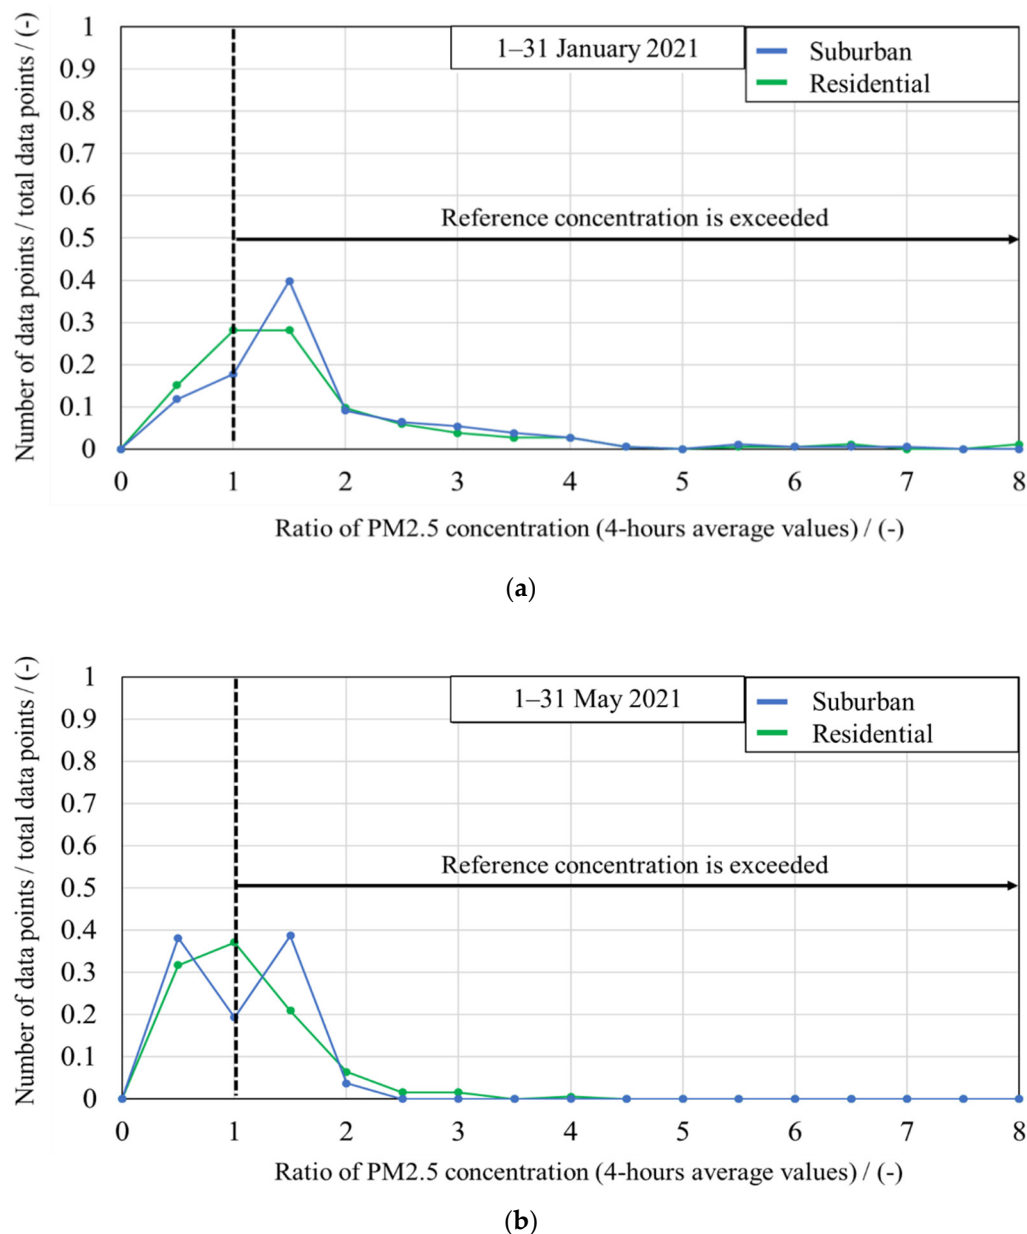 1–31 January 2021
Suburban
Residential
Number of data points / total data points / (-)
1
0.9
0.8
0.7
0.6
0.5
0.4
0.3
0.2
0.1
0
Reference concentration is exceeded
0 1 2 3 4 5 6 7 8
Ratio of PM2.5 concentration (4-hours average values) / (-)
(a)
1–31 May 2021
Suburban
Residential
Number of data points / total data points / (-)
1
0.9
0.8
0.7
0.6
0.5
0.4
0.3
0.2
0.1
0
Reference concentration is exceeded
0 1 2 3 4 5 6 7 8
Ratio of PM2.5 concentration (4-hours average values) / (-)
(b)